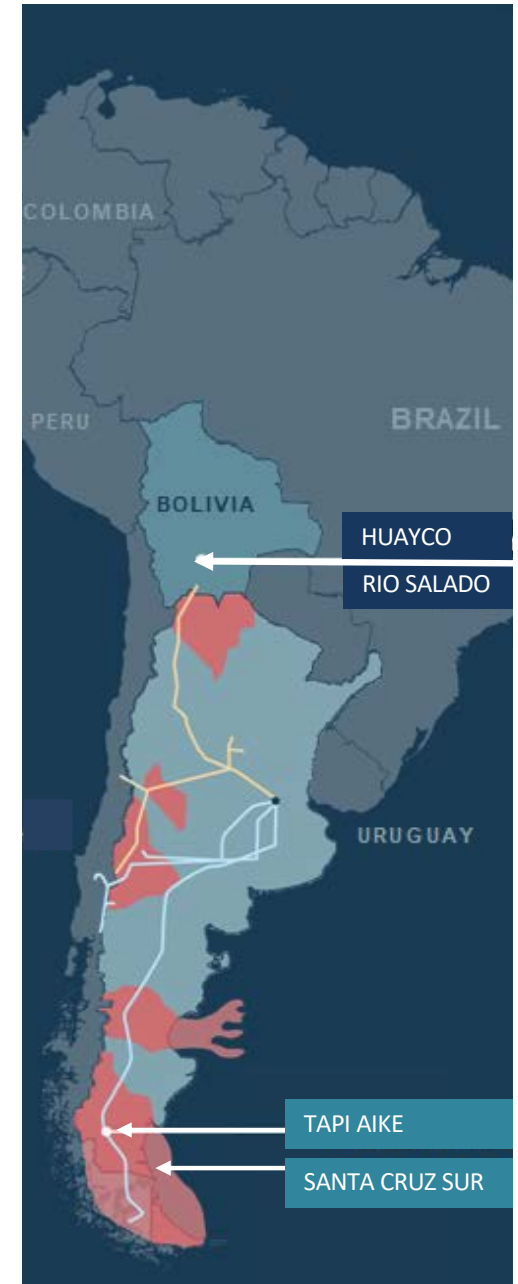 COLOMBIA
PERU
BRAZIL
BOLIVIA
HUAYCO
RIO SALADO
URUGUAY
TAPI AIKE
SANTA CRUZ SUR